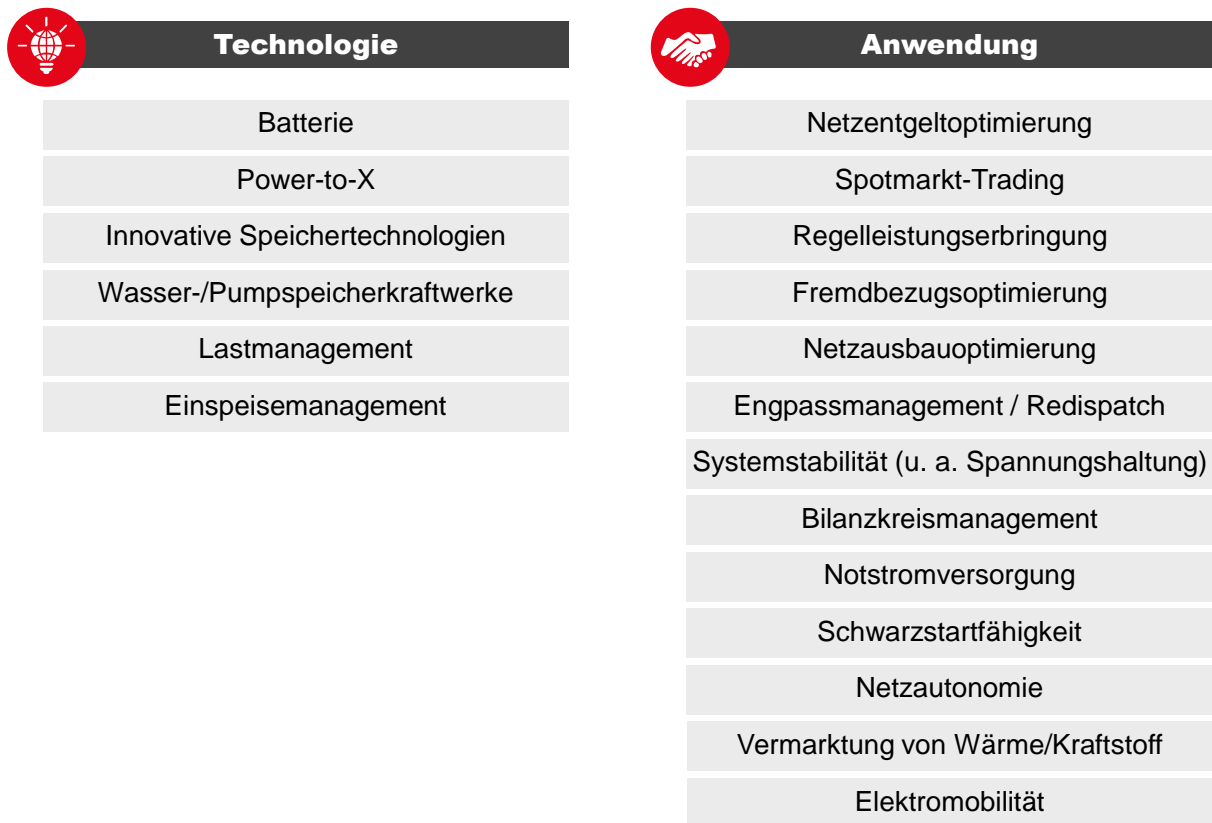 Technologie
Batterie
Power-to-X
Innovative Speichertechnologien
Wasser-/Pumpspeicherkraftwerke
Lastmanagement
Einspeisemanagement
Anwendung
Netzentgeltoptimierung
Spotmarkt-Trading
Regelleistungserbringung
Fremdbezugsoptimierung
Netzausbauoptimierung
Engpassmanagement / Redispatch
Systemstabilität (u. a. Spannungshaltung)
Bilanzkreismanagement
Notstromversorgung
Schwarzstartfähigkeit
Netzautonomie
Vermarktung von Wärme/Kraftstoff
Elektromobilität